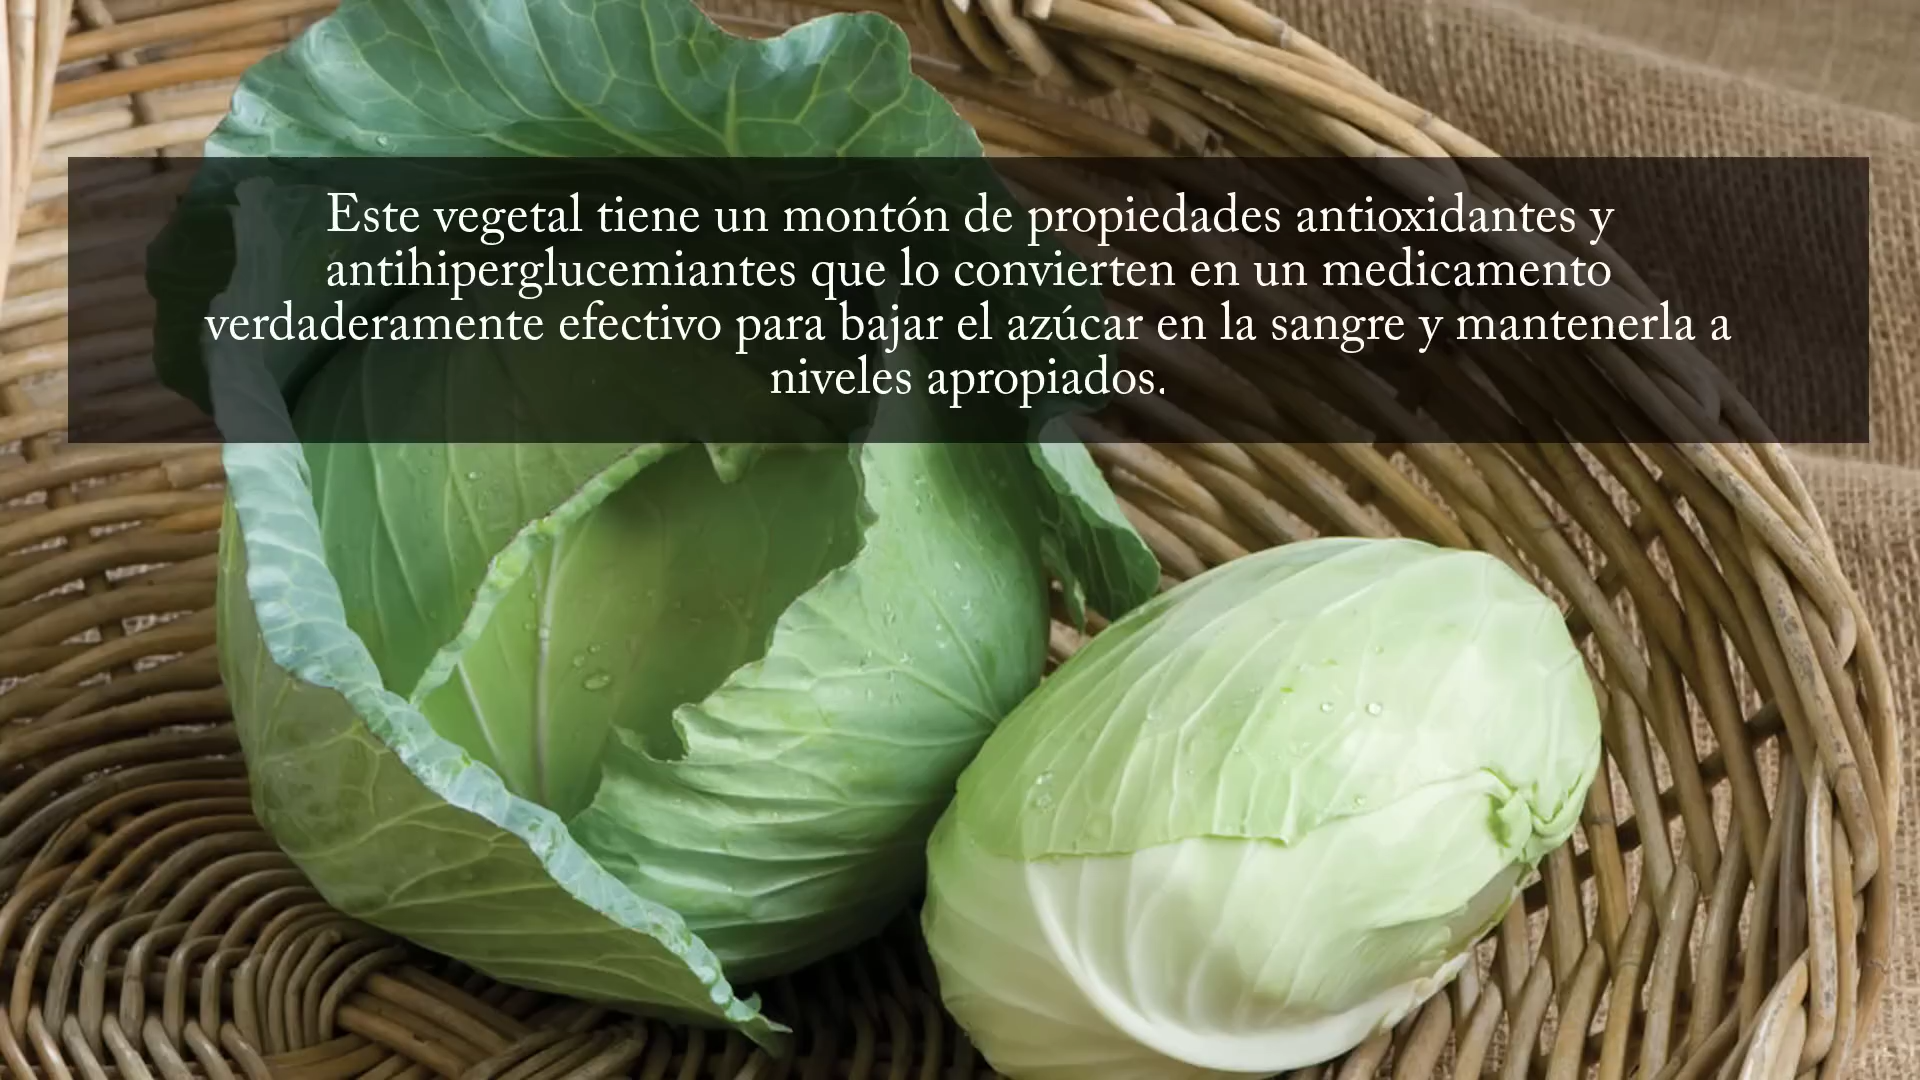 Este vegetal tiene un montón de propiedades antioxidantes y
antihiperglucemiantes que lo convierten en un medicamento
verdaderamente efectivo para bajar el azúcar en la sangre y mantenerla a
niveles apropiados.